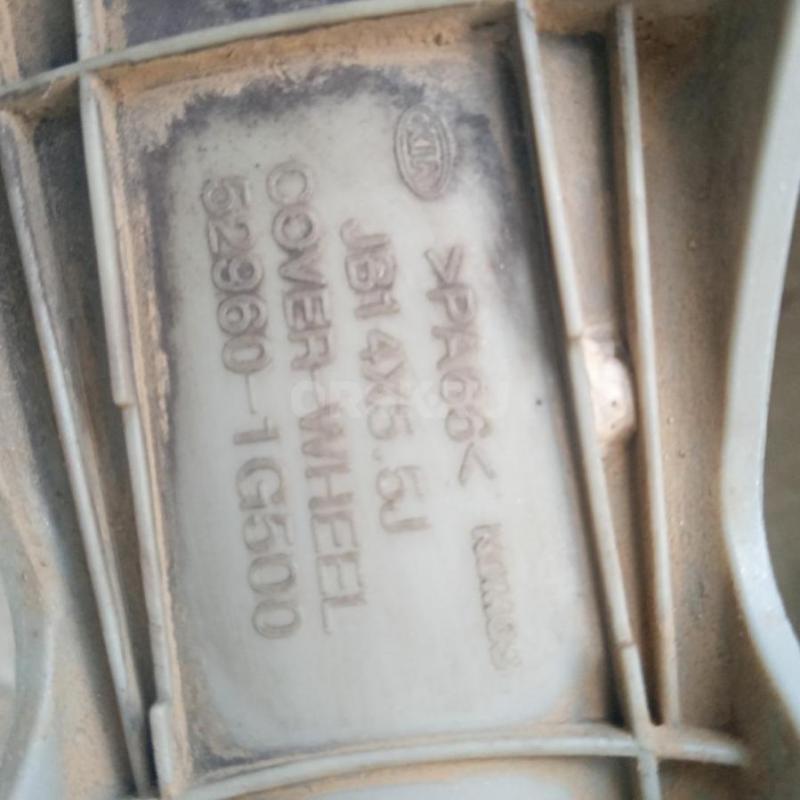 52960-1G500
COVER-WHEEL
JB14X5.5J
>PA66<
KIA